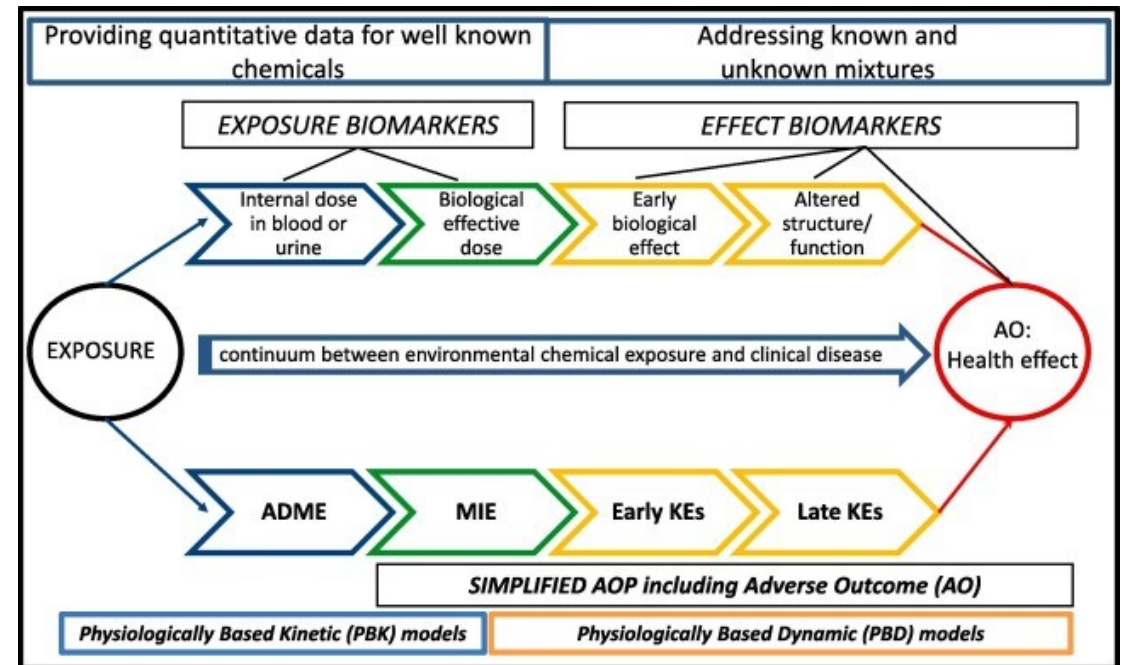 Providing quantitative data for well known
chemicals
Addressing known and
unknown mixtures
EXPOSURE BIOMARKERS
EFFECT BIOMARKERS
Internal dose
in blood or
urine
Biological
effective
dose
Early
biological
effect
Altered
structure/
function
EXPOSURE
continuum between environmental chemical exposure and clinical disease
AO:
Health effect
ADME
MIE
Early KEs
Late KEs
SIMPLIFIED AOP including Adverse Outcome (AO)
Physiologically Based Kinetic (PBK) models
Physiologically Based Dynamic (PBD) models